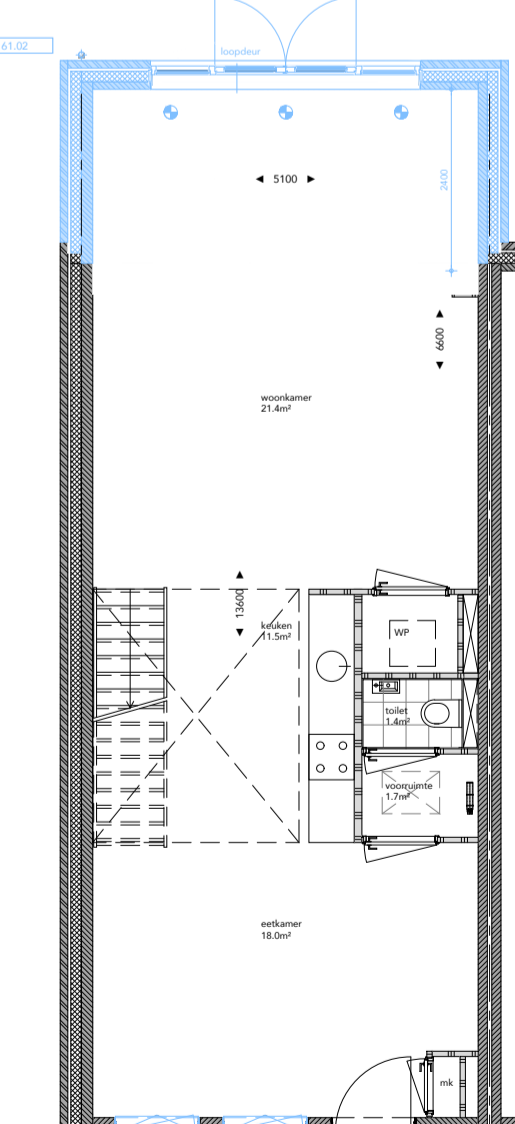 61.02
loopdeur
5100
2400
6600
woonkamer
21.4m²
13600
keuken
11.5m²
WP
toilet
1.4m²
voorruimte
1.7m²
eetkamer
18.0m²
mk